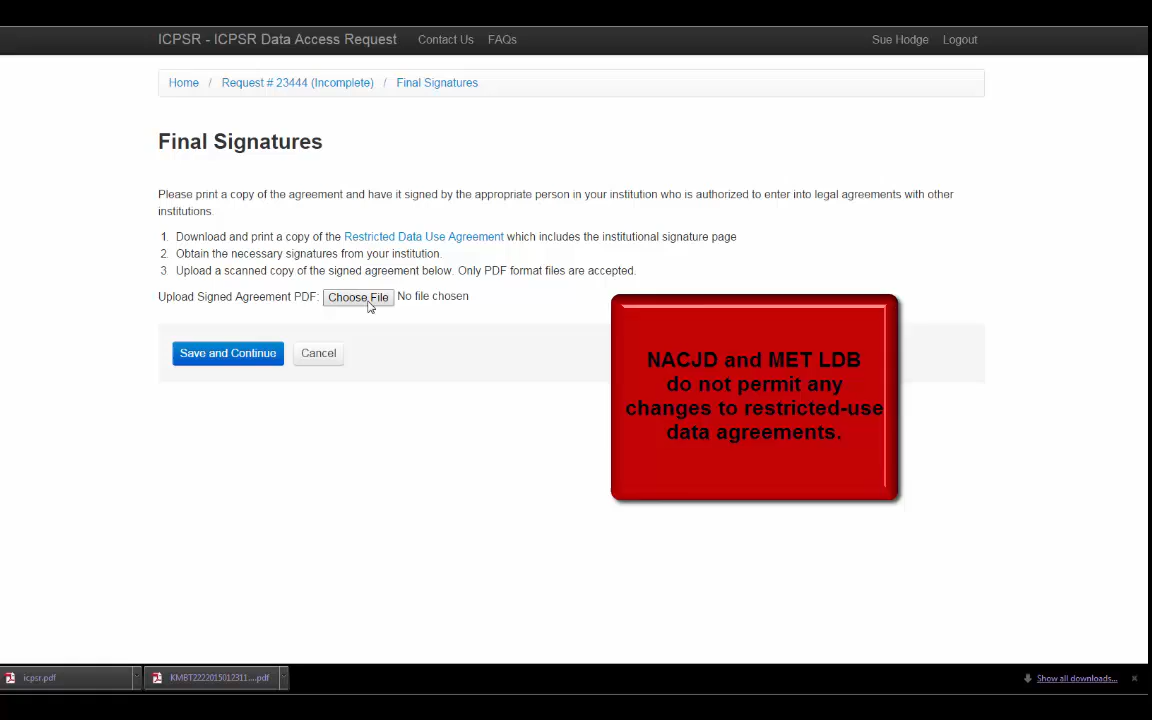 ICPSR - ICPSR Data Access Request Contact Us FAQs Sue Hodge Logout
Home / Request # 23444 (Incomplete) / Final Signatures
Final Signatures
Please print a copy of the agreement and have it signed by the appropriate person in your institution who is authorized to enter into legal agreements with other
institutions.
1. Download and print a copy of the Restricted Data Use Agreement which includes the institutional signature page
2. Obtain the necessary signatures from your institution.
3. Upload a scanned copy of the signed agreement below. Only PDF format files are accepted.
Upload Signed Agreement PDF: Choose File No file chosen
Save and Continue Cancel
NACJD and MET LDB
do not permit any
changes to restricted-use
data agreements.
icpsr.pdf KMBT2222015012311....pdf Show all downloads...